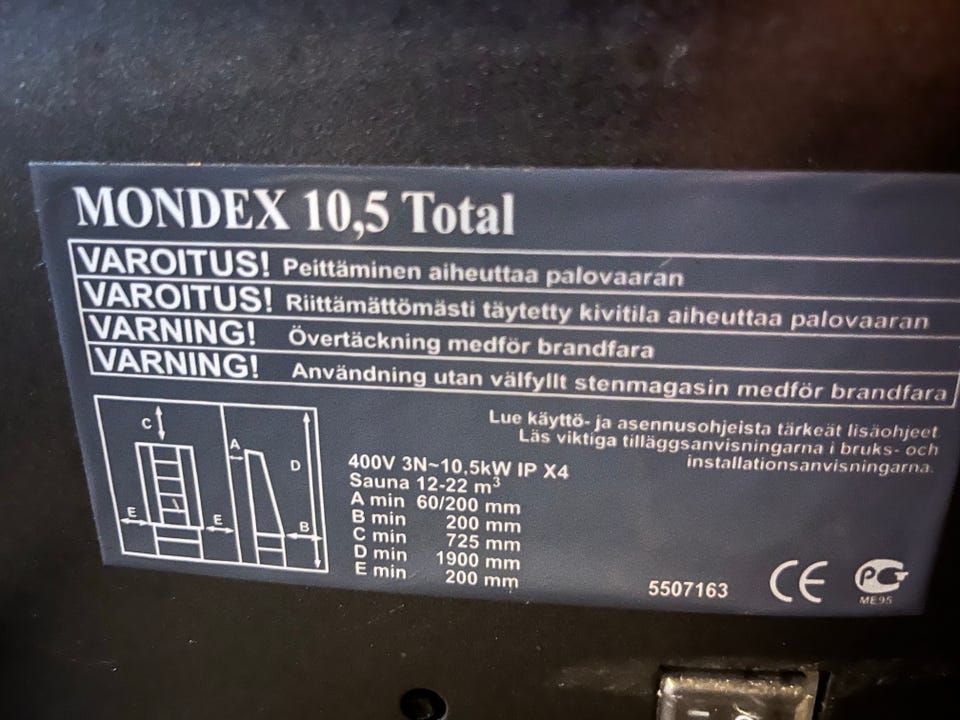 MONDEX 10,5 Total
VAROITUS! Peittäminen aiheuttaa palovaaran
VAROITUS! Riittämättömästi täytetty kivitila aiheuttaa palovaaran
VARNING! Övertäckning medför brandfara
VARNING! Användning utan välfyllt stenmagasin medför brandfara
Lue käyttö- ja asennusohjeista tärkeät lisäohjeet.
Läs viktiga tilläggsanvisningarna i bruks- och
installationsanvisningarna.
C
A
D
E
E
B
400V 3N~10,5kW IP X4
Sauna 12-22 m³
A min 60/200 mm
B min 200 mm
C min 725 mm
D min 1900 mm
E min 200 mm
5507163
CE
PG
ME95